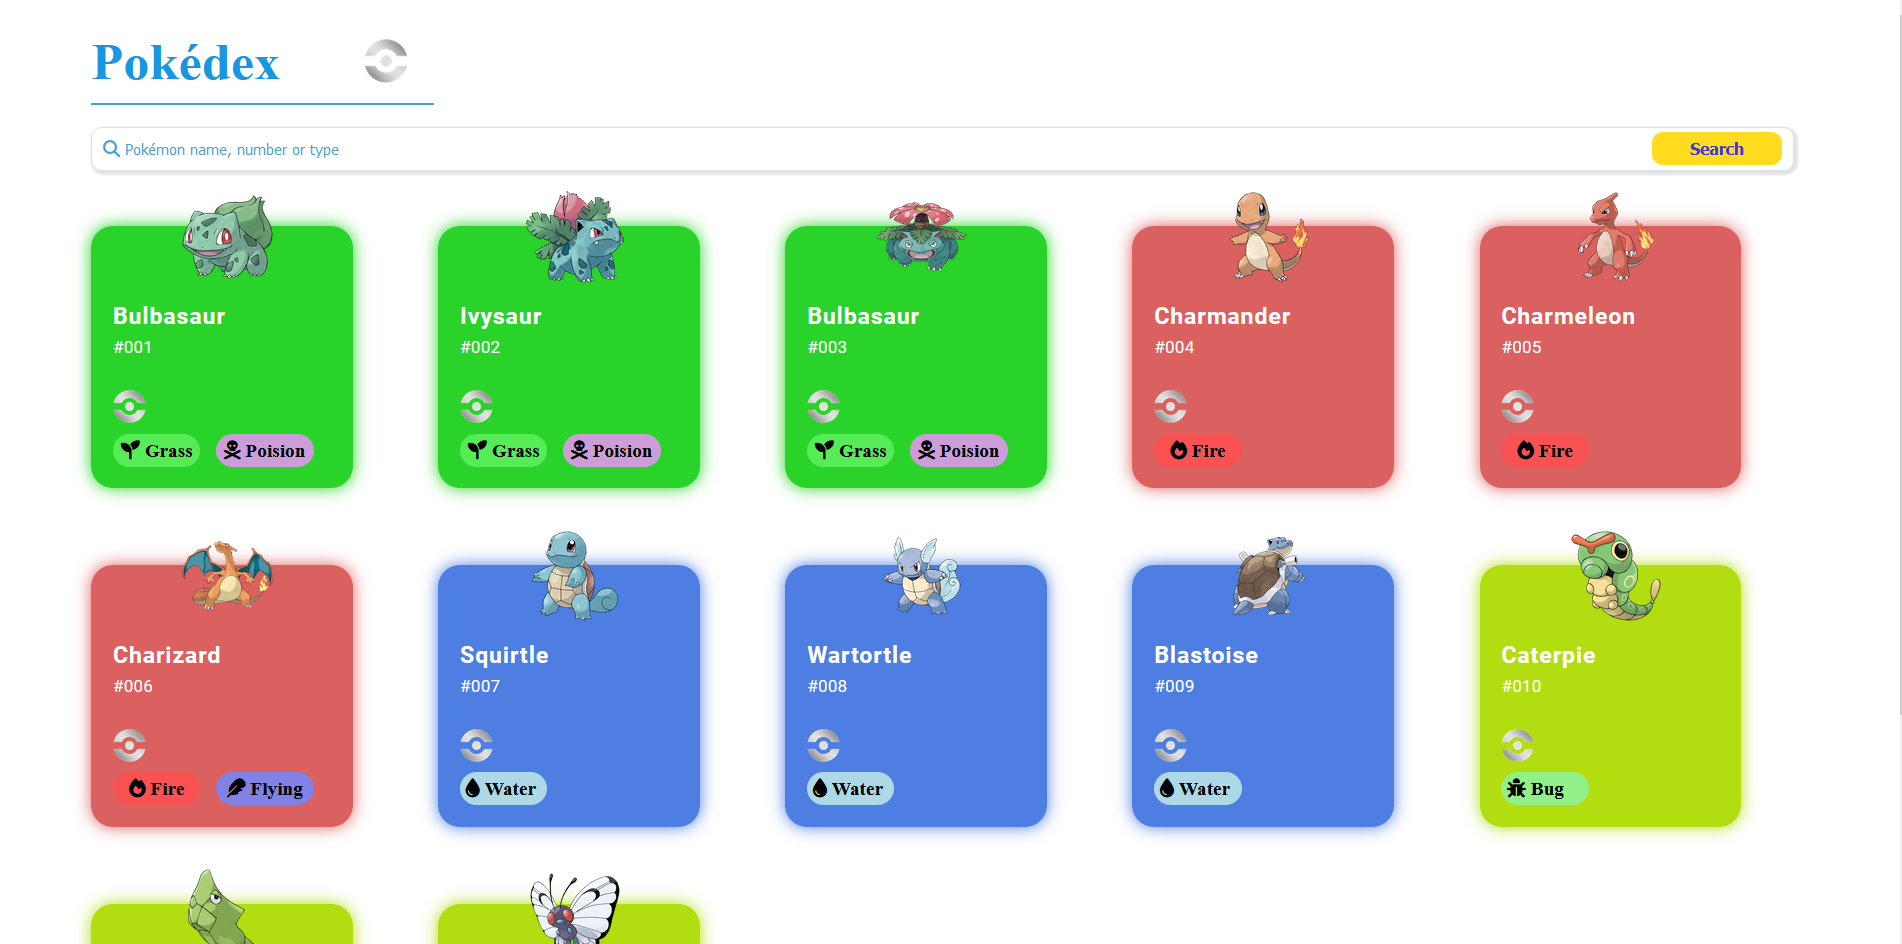 Pokédex
Pokémon name, number or type
Search
Bulbasaur
#001
Grass
Poision
Ivysaur
#002
Grass
Poision
Bulbasaur
#003
Grass
Poision
Charmander
#004
Fire
Charmeleon
#005
Fire
Charizard
#006
Fire
Flying
Squirtle
#007
Water
Wartortle
#008
Water
Blastoise
#009
Water
Caterpie
#010
Bug